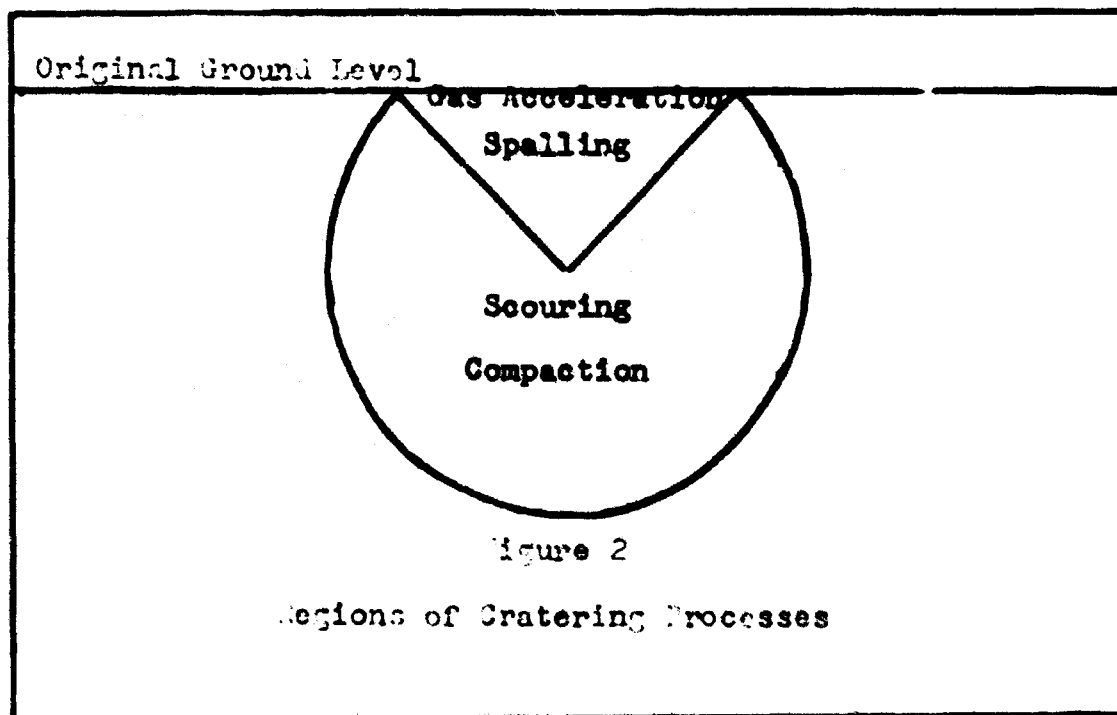 Original Ground Level
Gas Acceleration
Spalling
Scouring
Compaction
Figure 2
Regions of Cratering Processes